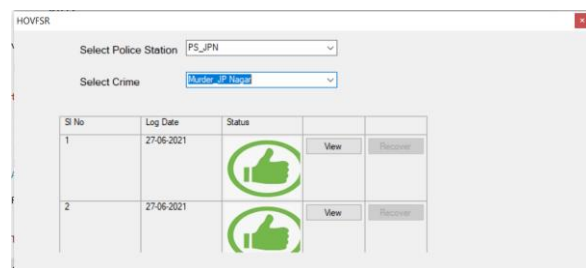 HOVFSR
Select Police Station PS_JPN
Select Crime Murder_JP Nagar
Sl No Log Date Status
1 27-06-2021 View Recover
2 27-06-2021 View Recover